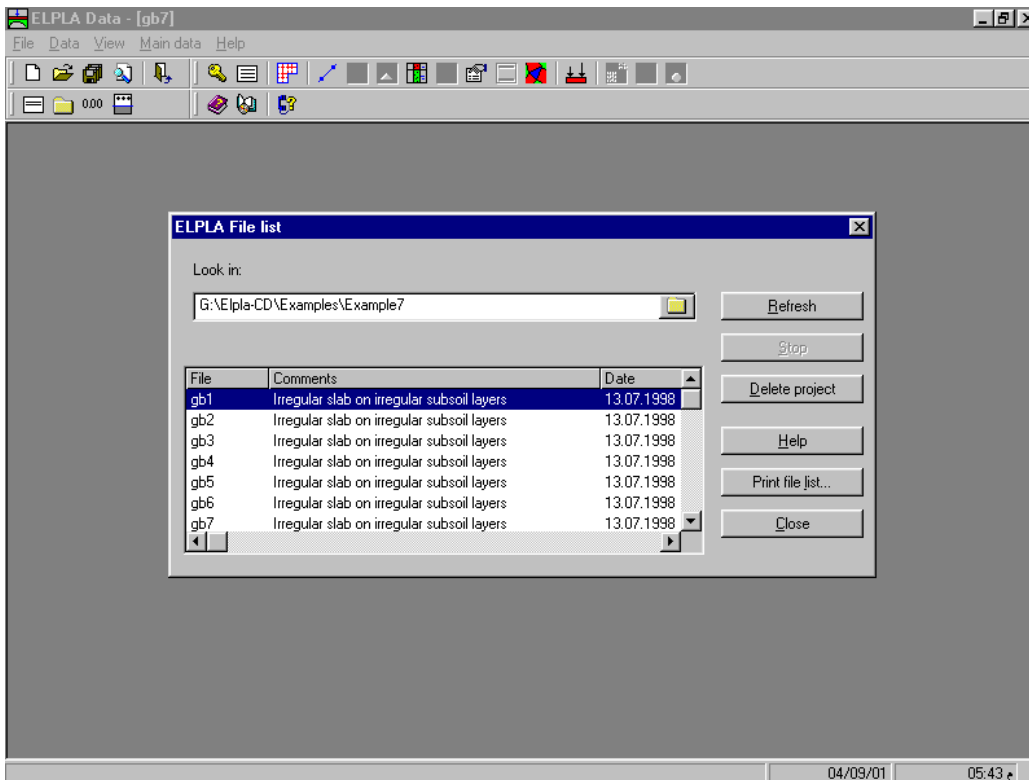 ELPLA Data - [gb7]
File Data View Main data Help
0.00
ELPLA File list
Look in:
G:\Elpla-CD\Examples\Example7
Refresh
Stop
Delete project
File Comments Date
gb1 Irregular slab on irregular subsoil layers 13.07.1998
gb2 Irregular slab on irregular subsoil layers 13.07.1998
gb3 Irregular slab on irregular subsoil layers 13.07.1998
gb4 Irregular slab on irregular subsoil layers 13.07.1998
gb5 Irregular slab on irregular subsoil layers 13.07.1998
gb6 Irregular slab on irregular subsoil layers 13.07.1998
gb7 Irregular slab on irregular subsoil layers 13.07.1998
Help
Print file list...
Close
04/09/01 05:43 م